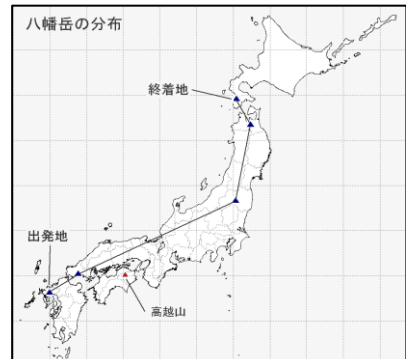 八幡岳の分布
終着地
出発地
高越山